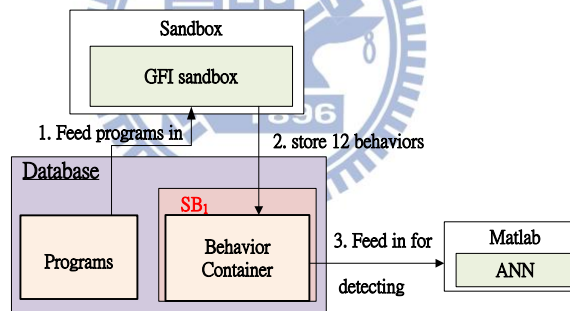 Sandbox
GFI sandbox
1896
1. Feed programs in
2. store 12 behaviors
Database
SB1
Programs
Behavior
Container
3. Feed in for
detecting
Matlab
ANN